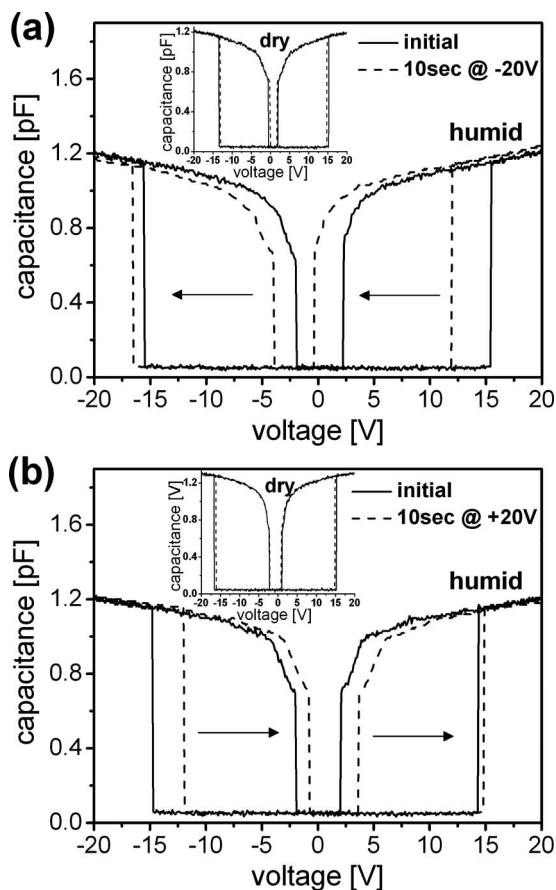 (a)
1.8
1.2
0.6
0.0
capacitance [pF]
-20 -15 -10 -5 0 5 10 15 20
voltage [V]
initial
10sec @ -20V
humid
dry
1.2
0.8
0.4
0.0
capacitance [pF]
-20 -15 -10 -5 0 5 10 15 20
voltage [V]
(b)
1.8
1.2
0.6
0.0
capacitance [pF]
-20 -15 -10 -5 0 5 10 15 20
voltage [V]
initial
10sec @ +20V
humid
dry
1.2
0.8
0.4
0.0
capacitance [V]
-20 -15 -10 -5 0 5 10 15 20
voltage [V]